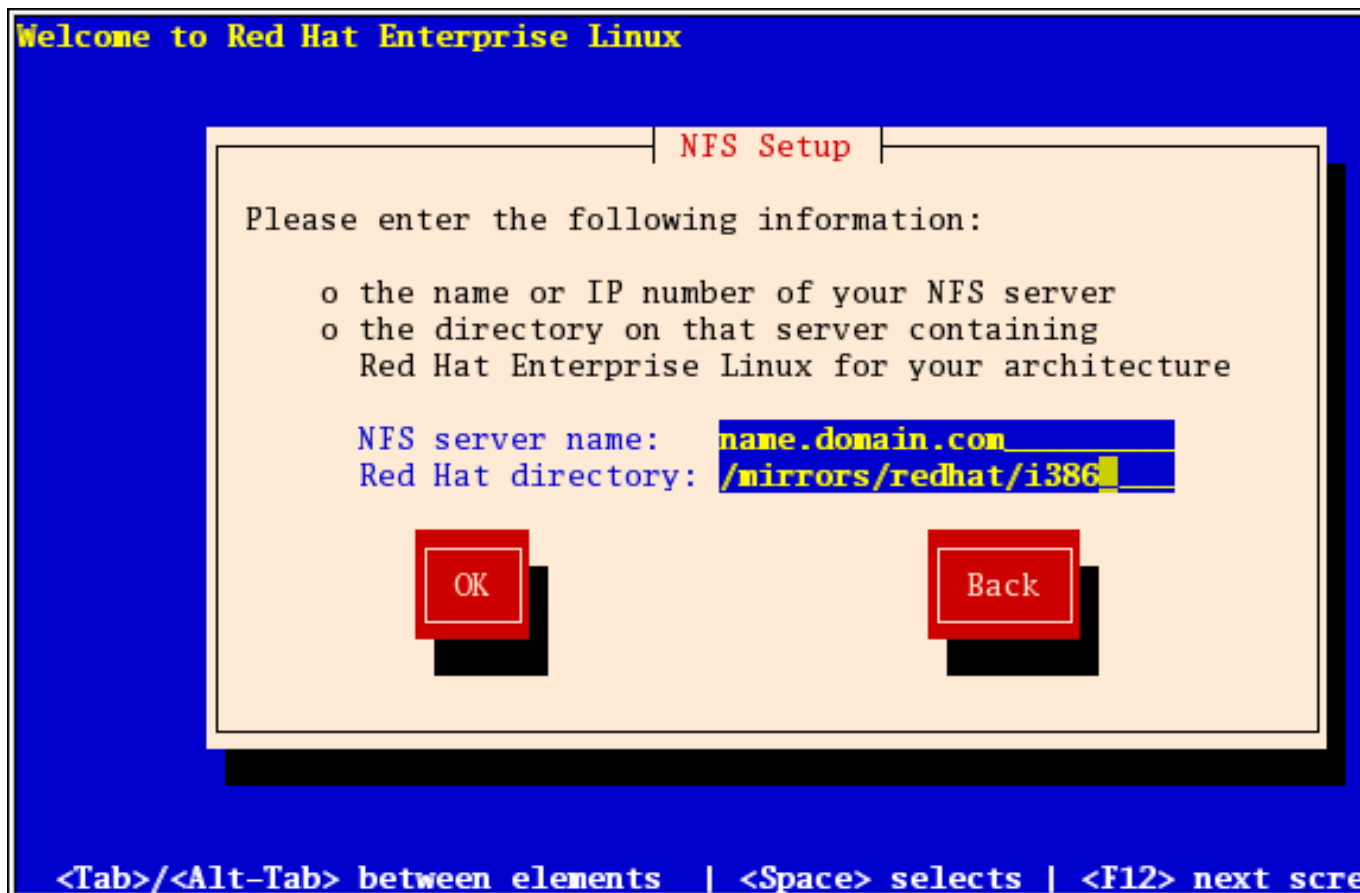 Welcome to Red Hat Enterprise Linux
NFS Setup
Please enter the following information:
o the name or IP number of your NFS server
o the directory on that server containing
Red Hat Enterprise Linux for your architecture
NFS server name: name.domain.com
Red Hat directory: /mirrors/redhat/i386
OK Back
<Tab>/<Alt-Tab> between elements | <Space> selects | <F12> next scre